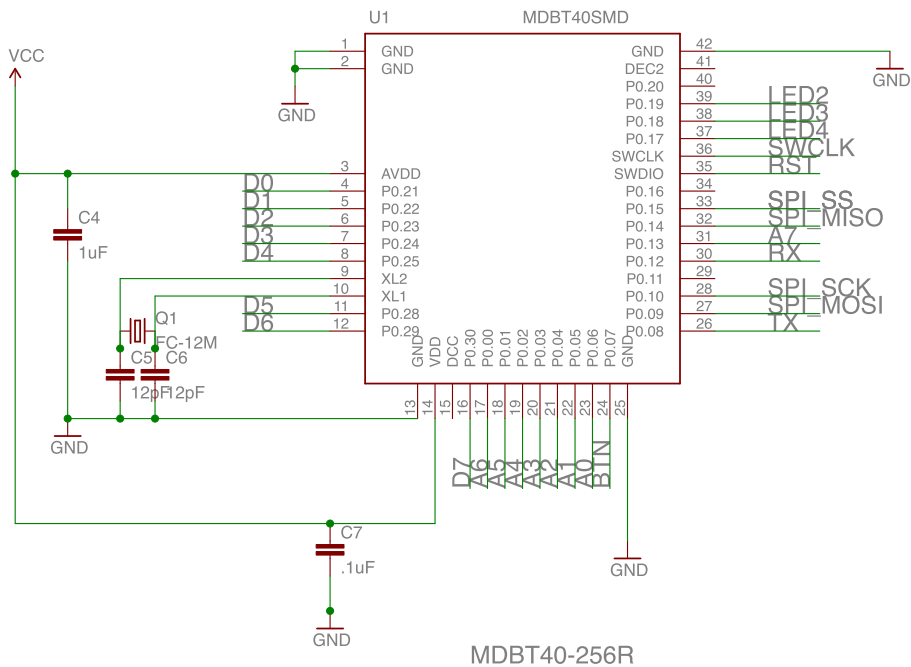 U1 MDBT40SMD
VCC
1 GND
2 GND
GND
3 AVDD
D0 4 P0.21
D1 5 P0.22
D2 6 P0.23
D3 7 P0.24
D4 8 P0.25
9 XL2
10 XL1
D5 11 P0.28
D6 12 P0.29
GND 42
DEC2 41
P0.20 40
P0.19 39 LED2
P0.18 38 LED3
P0.17 37 LED4
SWCLK 36 SWCLK
SWDIO 35 RST
P0.16 34
P0.15 33 SPI_SS
P0.14 32 SPI_MISO
P0.13 31 A7
P0.12 30 RX
P0.11 29
P0.10 28 SPI_SCK
P0.09 27 SPI_MOSI
P0.08 26 TX
GND
C4
1uF
Q1
FC-12M
C5 C6
12pF 12pF
GND
GND 13
VDD 14
DCC 15
P0.30 16 D7
P0.00 17 A6
P0.01 18 A5
P0.02 19 A4
P0.03 20 A3
P0.04 21 A2
P0.05 22 A1
P0.06 23 A0
P0.07 24 BTN
GND 25
C7
.1uF
GND
GND
MDBT40-256R